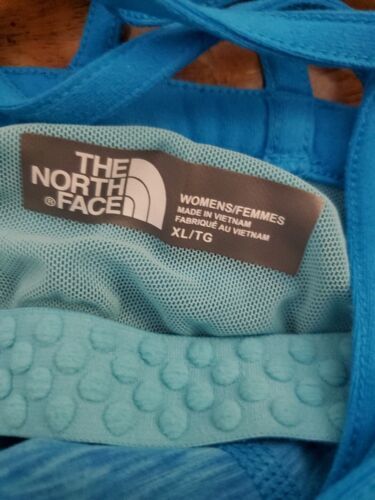 THE
NORTH
®FACE
WOMENS/FEMMES
MADE IN VIETNAM
FABRIQUÉ AU VIETNAM
XL/TG